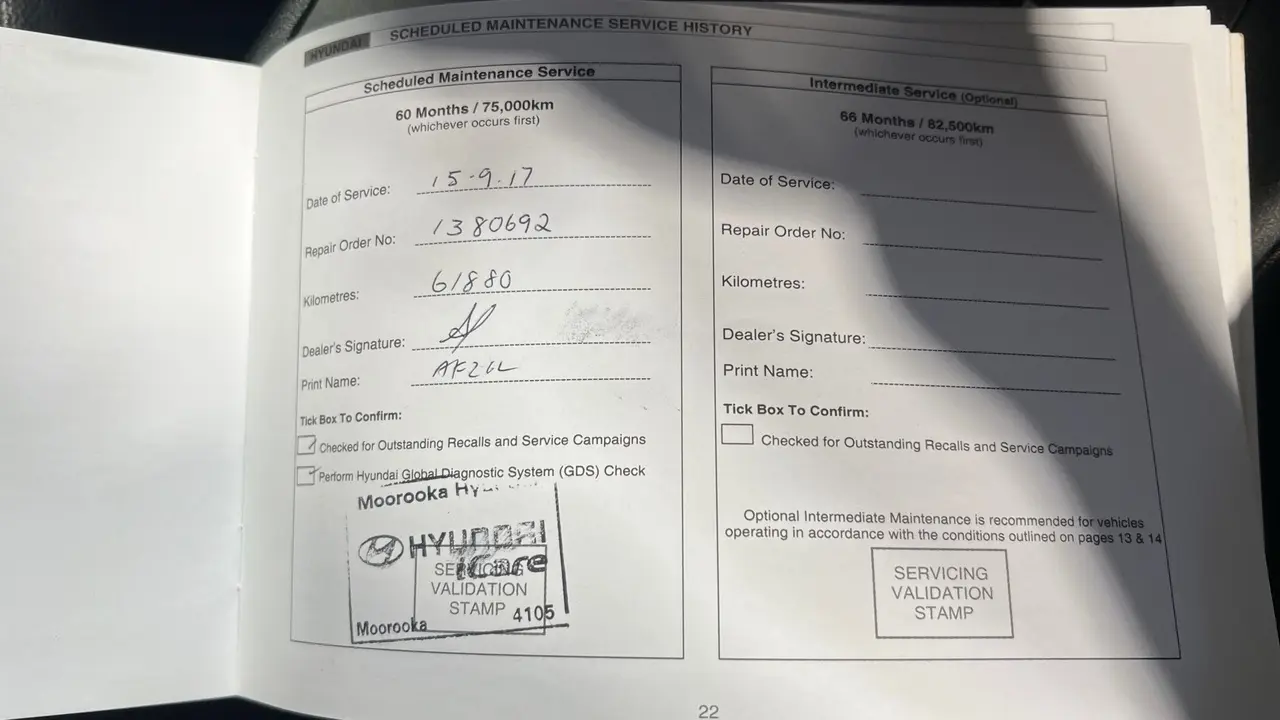 HYUNDAI SCHEDULED MAINTENANCE SERVICE HISTORY
Scheduled Maintenance Service
60 Months / 75,000km
(whichever occurs first)
Date of Service: 15-9.17
Repair Order No: 1380692
Kilometres: 61880
Dealer's Signature:
Print Name:
Tick Box To Confirm:
Checked for Outstanding Recalls and Service Campaigns
Perform Hyundai Global Diagnostic System (GDS) Check
Moorooka
HYUNDAI
iCare
SERVICING
VALIDATION
STAMP
Moorooka 4105
Intermediate Service (Optional)
66 Months / 82,500km
(whichever occurs first)
Date of Service:
Repair Order No:
Kilometres:
Dealer's Signature:
Print Name:
Tick Box To Confirm:
Checked for Outstanding Recalls and Service Campaigns
Optional Intermediate Maintenance is recommended for vehicles
operating in accordance with the conditions outlined on pages 13 & 14
SERVICING
VALIDATION
STAMP
22